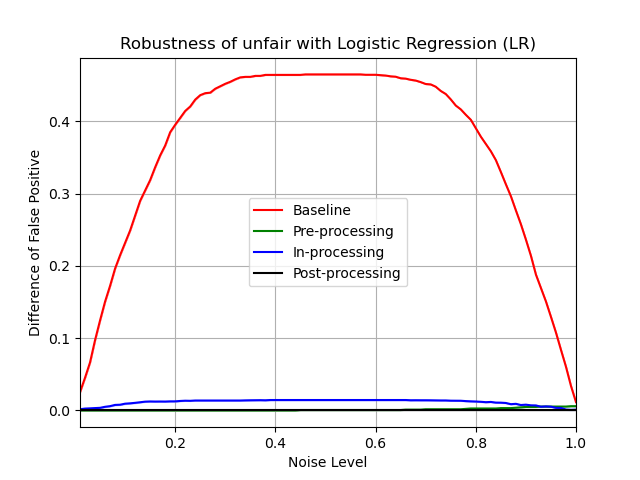 Robustness of unfair with Logistic Regression (LR)
Difference of False Positive
0.4
0.3
0.2
0.1
0.0
Baseline
Pre-processing
In-processing
Post-processing
0.2 0.4 0.6 0.8 1.0
Noise Level